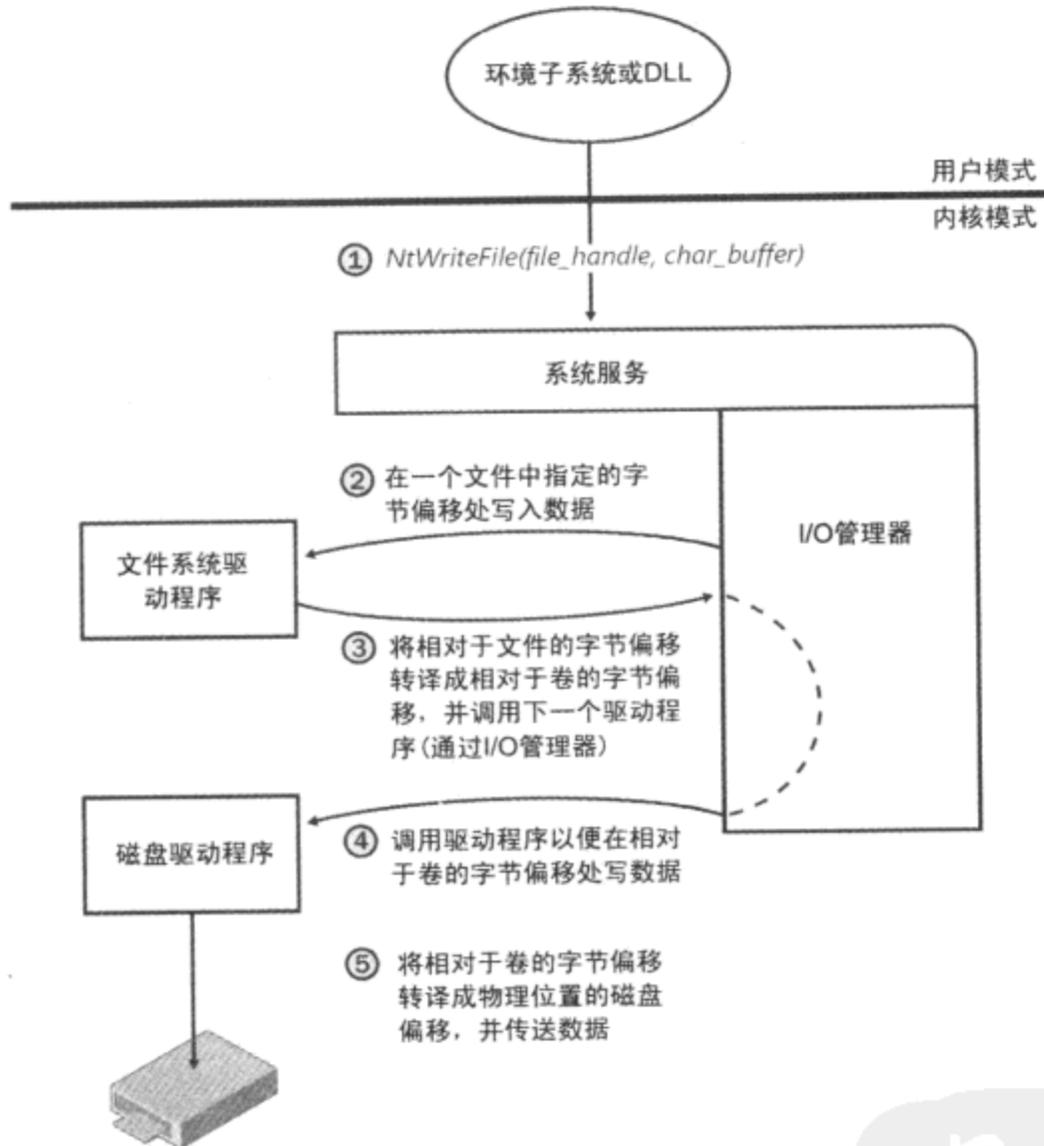 环境子系统或DLL
用户模式
内核模式
① NtWriteFile(file_handle, char_buffer)
系统服务
② 在一个文件中指定的字
节偏移处写入数据
I/O管理器
文件系统驱
动程序
③ 将相对于文件的字节偏移
转译成相对于卷的字节偏
移，并调用下一个驱动程
序(通过I/O管理器)
磁盘驱动程序
④ 调用驱动程序以便在相对
于卷的字节偏移处写数据
⑤ 将相对于卷的字节偏移
转译成物理位置的磁盘
偏移，并传送数据